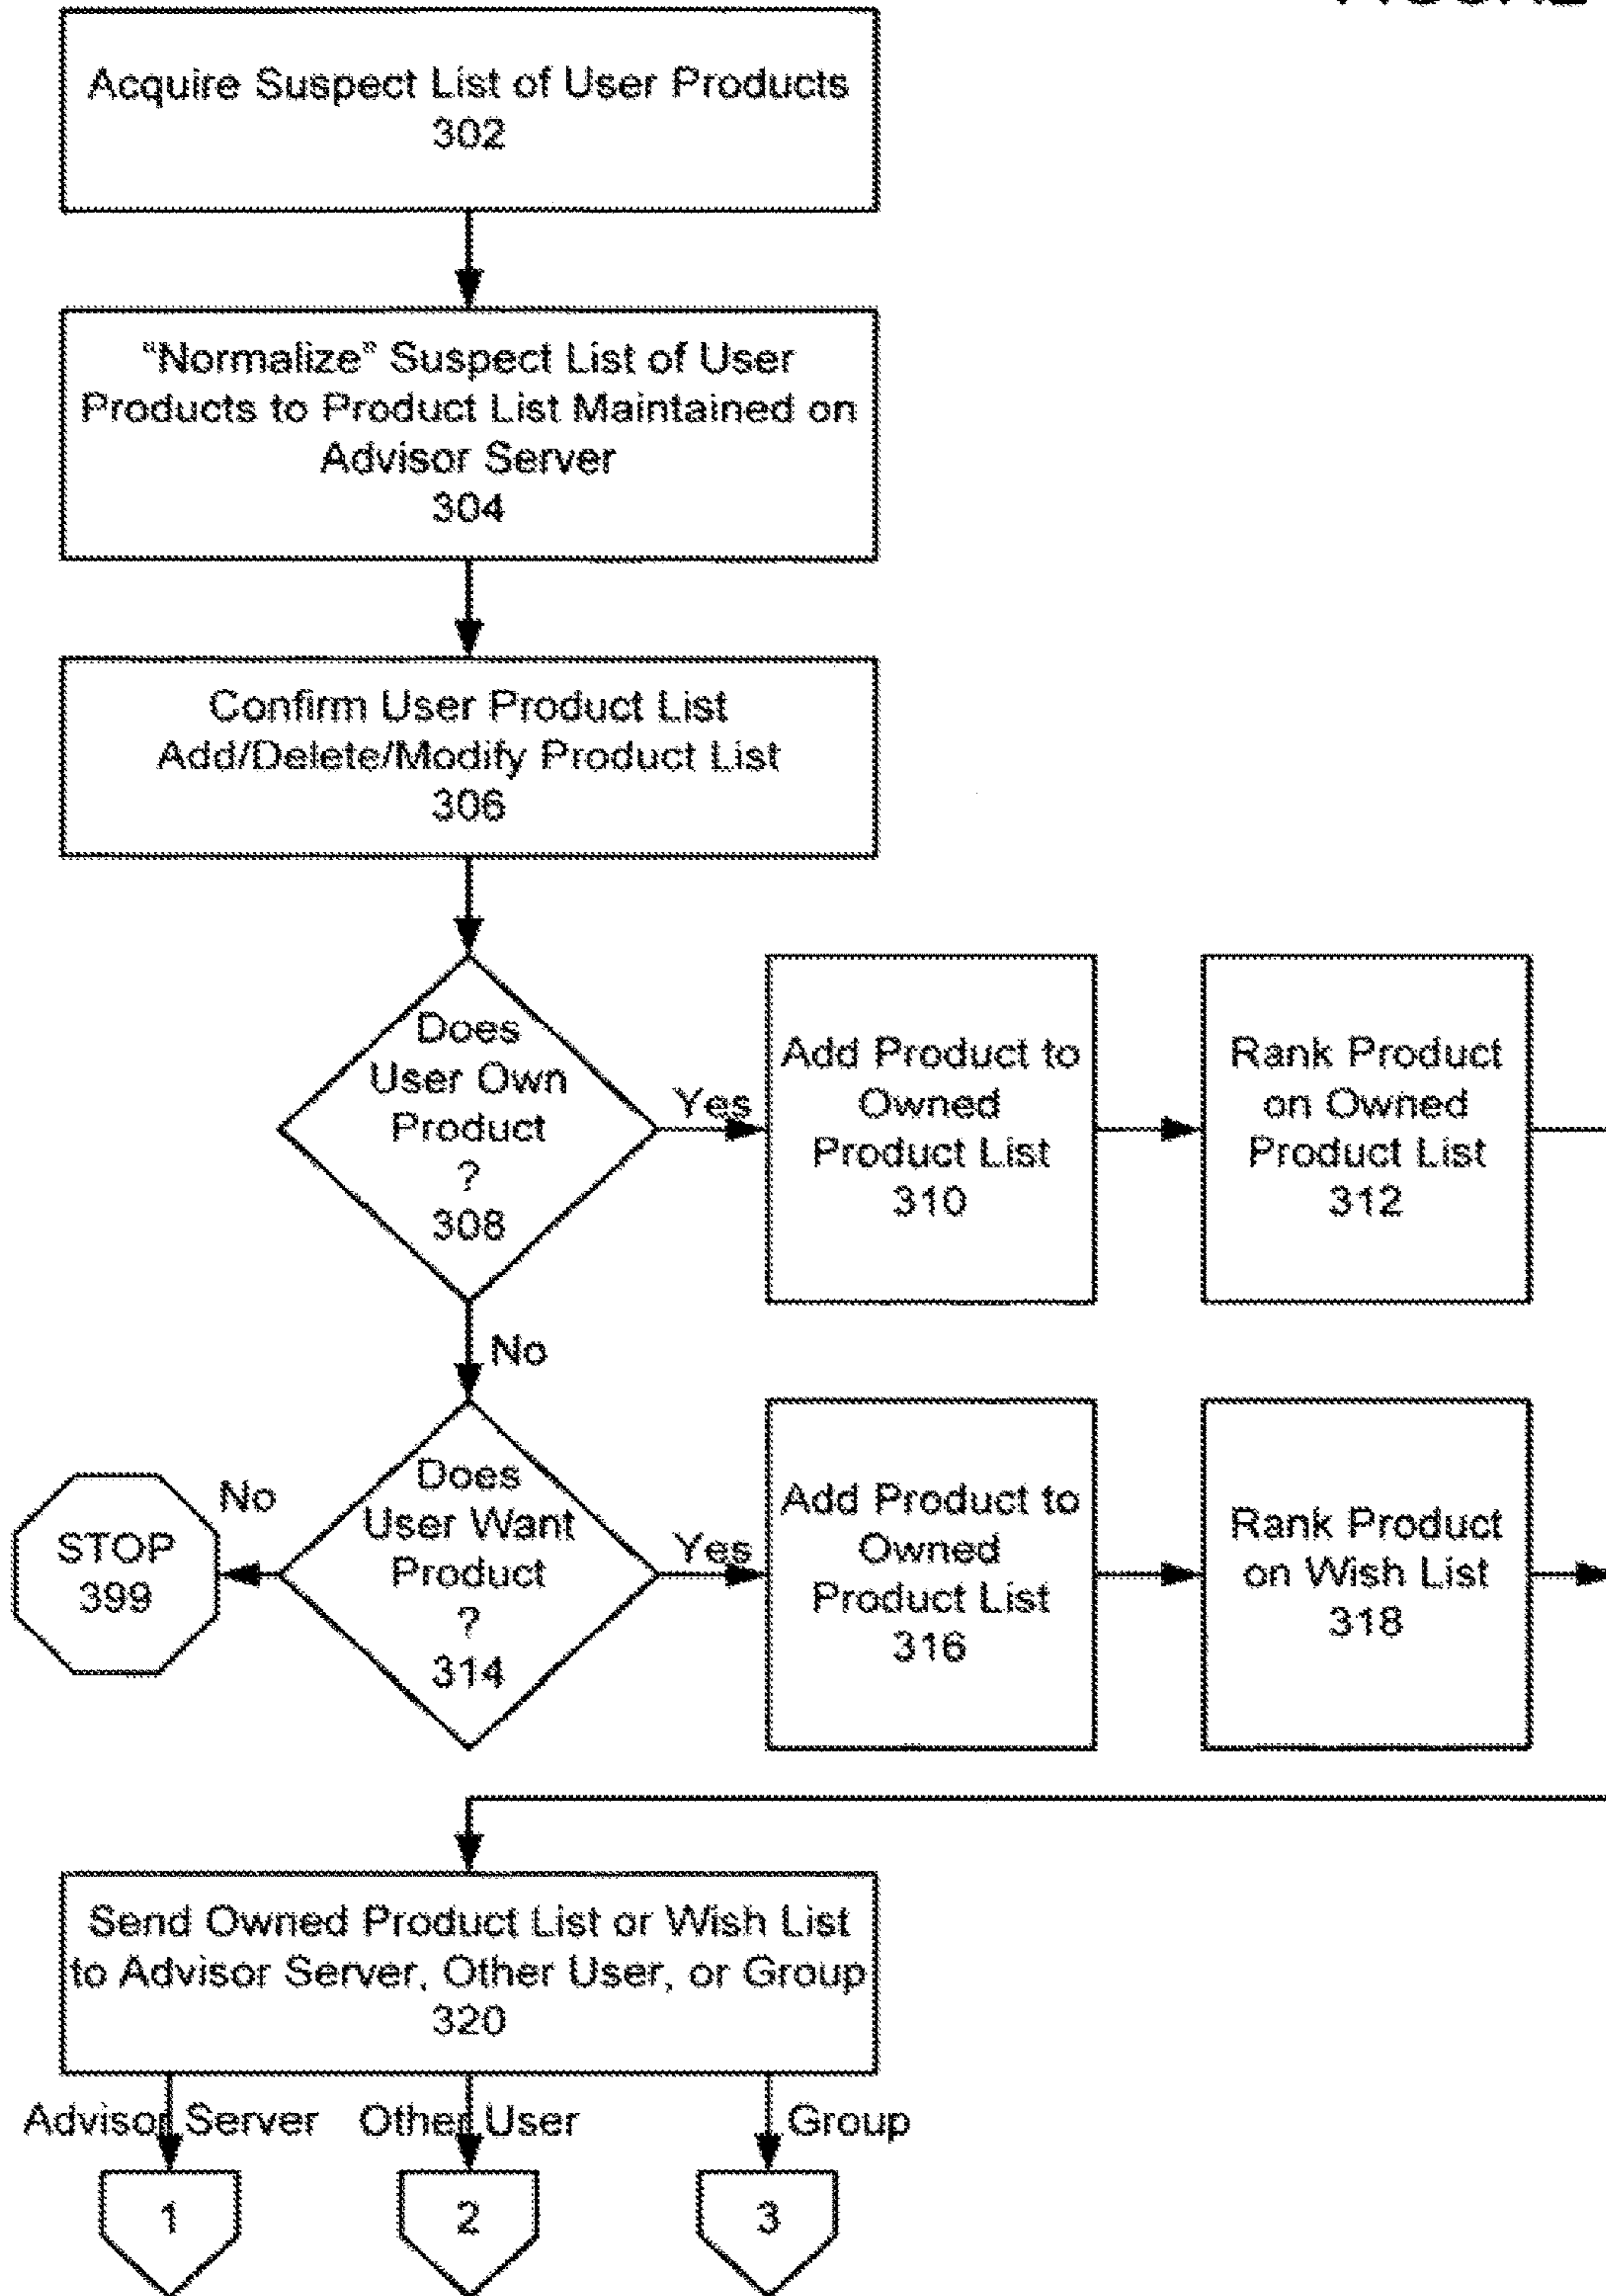 Acquire Suspect List of User Products
302
“Normalize” Suspect List of User
Products to Product List Maintained on
Advisor Server
304
Confirm User Product List
Add/Delete/Modify Product List
306
Does
User Own
Product
?
308
Yes
Add Product to
Owned
Product List
310
Rank Product
on Owned
Product List
312
No
Does
User Want
Product
?
314
No
STOP
399
Yes
Add Product to
Owned
Product List
316
Rank Product
on Wish List
318
Send Owned Product List or Wish List
to Advisor Server, Other User, or Group
320
Advisor Server
Other User
Group
1
2
3